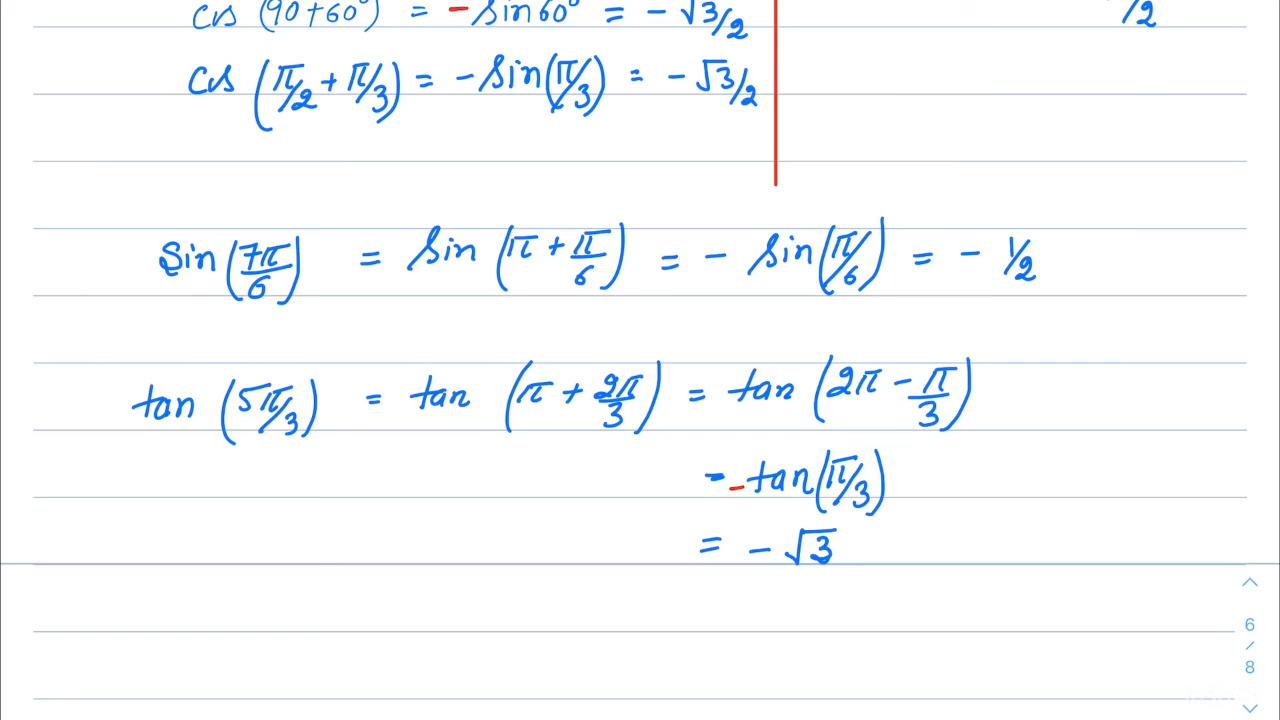 cos (90+60°) = - sin 60° = - √3/2
/2
cos (π/2 + π/3) = - sin(π/3) = - √3/2
sin(7π/6) = sin (π + π/6) = - sin(π/6) = - 1/2
tan (5π/3) = tan (π + 2π/3) = tan (2π - π/3)
= - tan(π/3)
= - √3
6
/
8